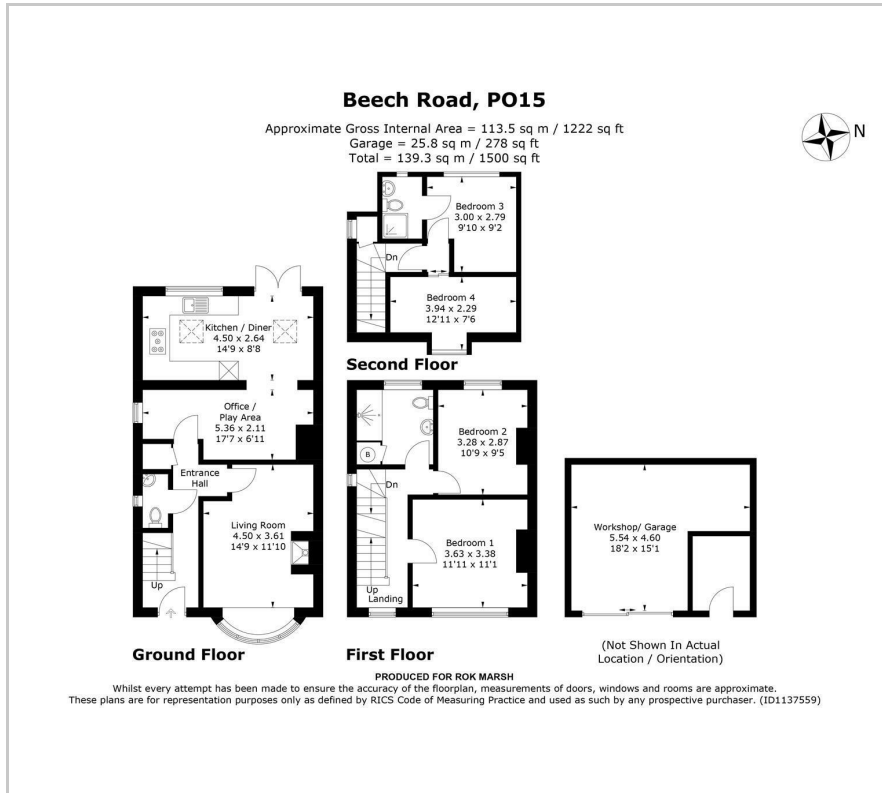 Beech Road, PO15
Approximate Gross Internal Area = 113.5 sq m / 1222 sq ft
Garage = 25.8 sq m / 278 sq ft
Total = 139.3 sq m / 1500 sq ft
N
Bedroom 3
3.00 x 2.79
9'10 x 9'2
Dn
Bedroom 4
3.94 x 2.29
12'11 x 7'6
Second Floor
Kitchen / Diner
4.50 x 2.64
14'9 x 8'8
Office /
Play Area
5.36 x 2.11
17'7 x 6'11
Entrance
Hall
Living Room
4.50 x 3.61
14'9 x 11'10
Up
Ground Floor
Bedroom 2
3.28 x 2.87
10'9 x 9'5
B
Dn
Bedroom 1
3.63 x 3.38
11'11 x 11'1
Up
Landing
First Floor
Workshop/ Garage
5.54 x 4.60
18'2 x 15'1
(Not Shown In Actual
Location / Orientation)
PRODUCED FOR ROK MARSH
Whilst every attempt has been made to ensure the accuracy of the floorplan, measurements of doors, windows and rooms are approximate.
These plans are for representation purposes only as defined by RICS Code of Measuring Practice and used as such by any prospective purchaser. (ID1137559)